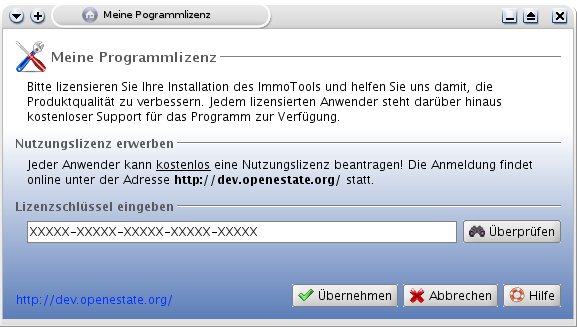 Meine Pogrammlizenz
Meine Programmlizenz
Bitte lizensieren Sie Ihre Installation des ImmoTools und helfen Sie uns damit, die
Produktqualität zu verbessern. Jedem lizensierten Anwender steht darüber hinaus
kostenloser Support für das Programm zur Verfügung.
Nutzungslizenz erwerben
Jeder Anwender kann kostenlos eine Nutzungslizenz beantragen! Die Anmeldung findet
online unter der Adresse http://dev.openestate.org/ statt.
Lizenzschlüssel eingeben
XXXXX-XXXXX-XXXXX-XXXXX-XXXXX
Überprüfen
http://dev.openestate.org/
Übernehmen
Abbrechen
Hilfe